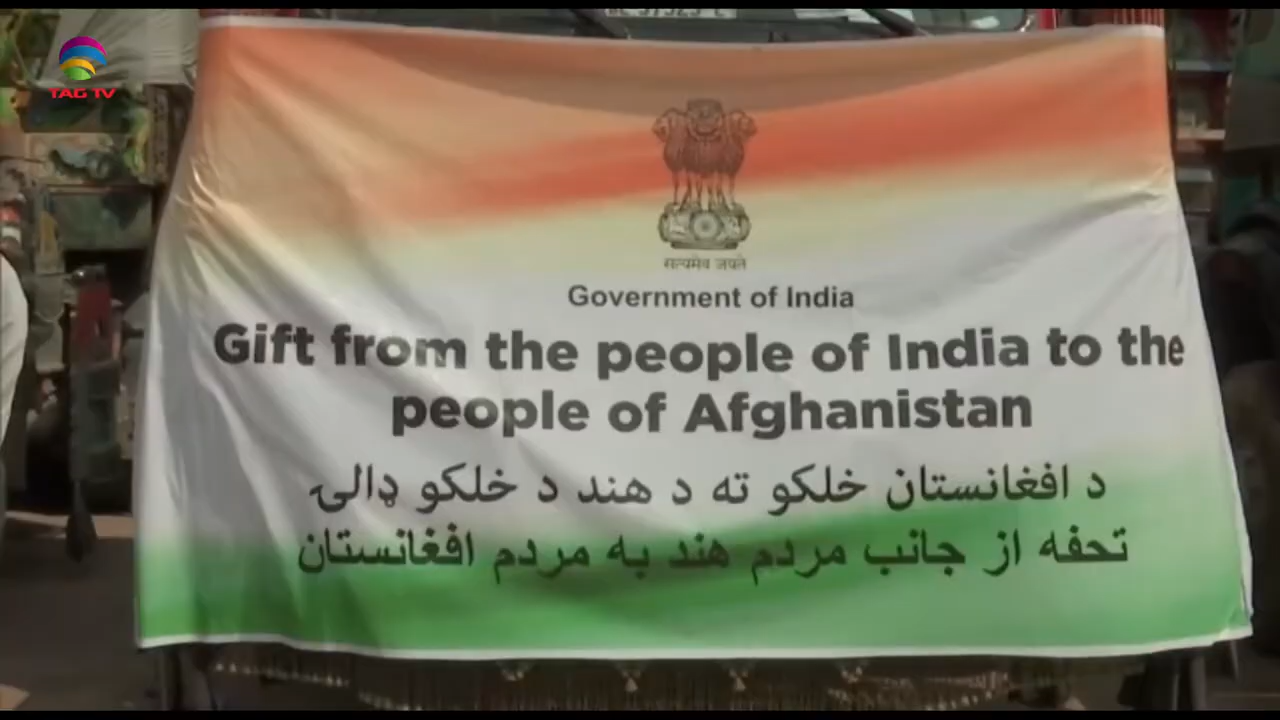 TAG TV
सत्यमेव जयते
Government of India
Gift from the people of India to the
people of Afghanistan
د افغانستان خلکو ته د هند د خلکو ډالۍ
تحفه از جانب مردم هند به مردم افغانستان